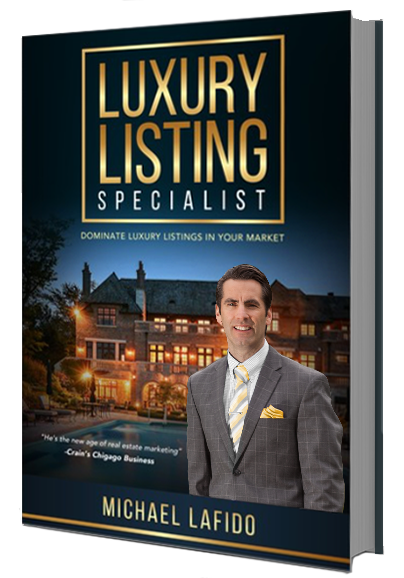 LUXURY
LISTING
SPECIALIST
DOMINATE LUXURY LISTINGS IN YOUR MARKET
"He's the new age of real estate marketing"
-Crain's Chigago Business
MICHAEL LAFIDO